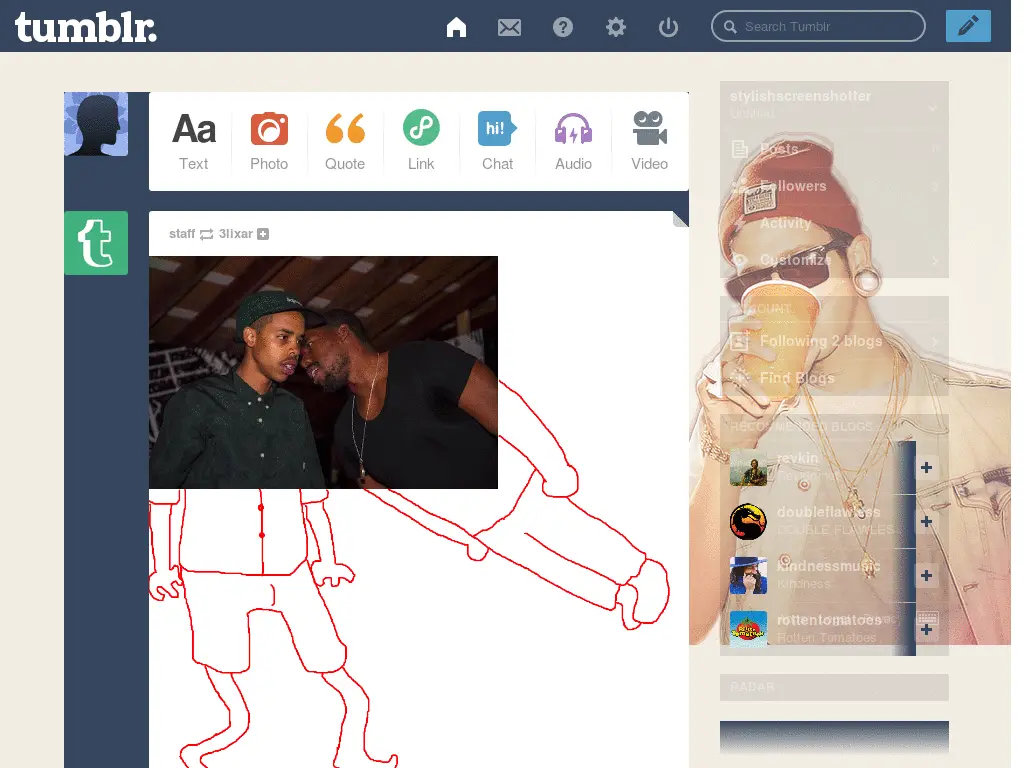 tumblr.
Search Tumblr
Aa
hi!
Text
Photo
Quote
Link
Chat
Audio
Video
staff 3lixar
stylishscreenshotter
Untitled
Posts
Followers
Activity
Customize
ACCOUNT
Following 2 blogs
Find Blogs
RECOMMENDED BLOGS
revkin
doubleflawless
DOUBLE FLAWLES...
kindnessmusic
Kindness
rottentomatoes
Rotten Tomatoes
RADAR